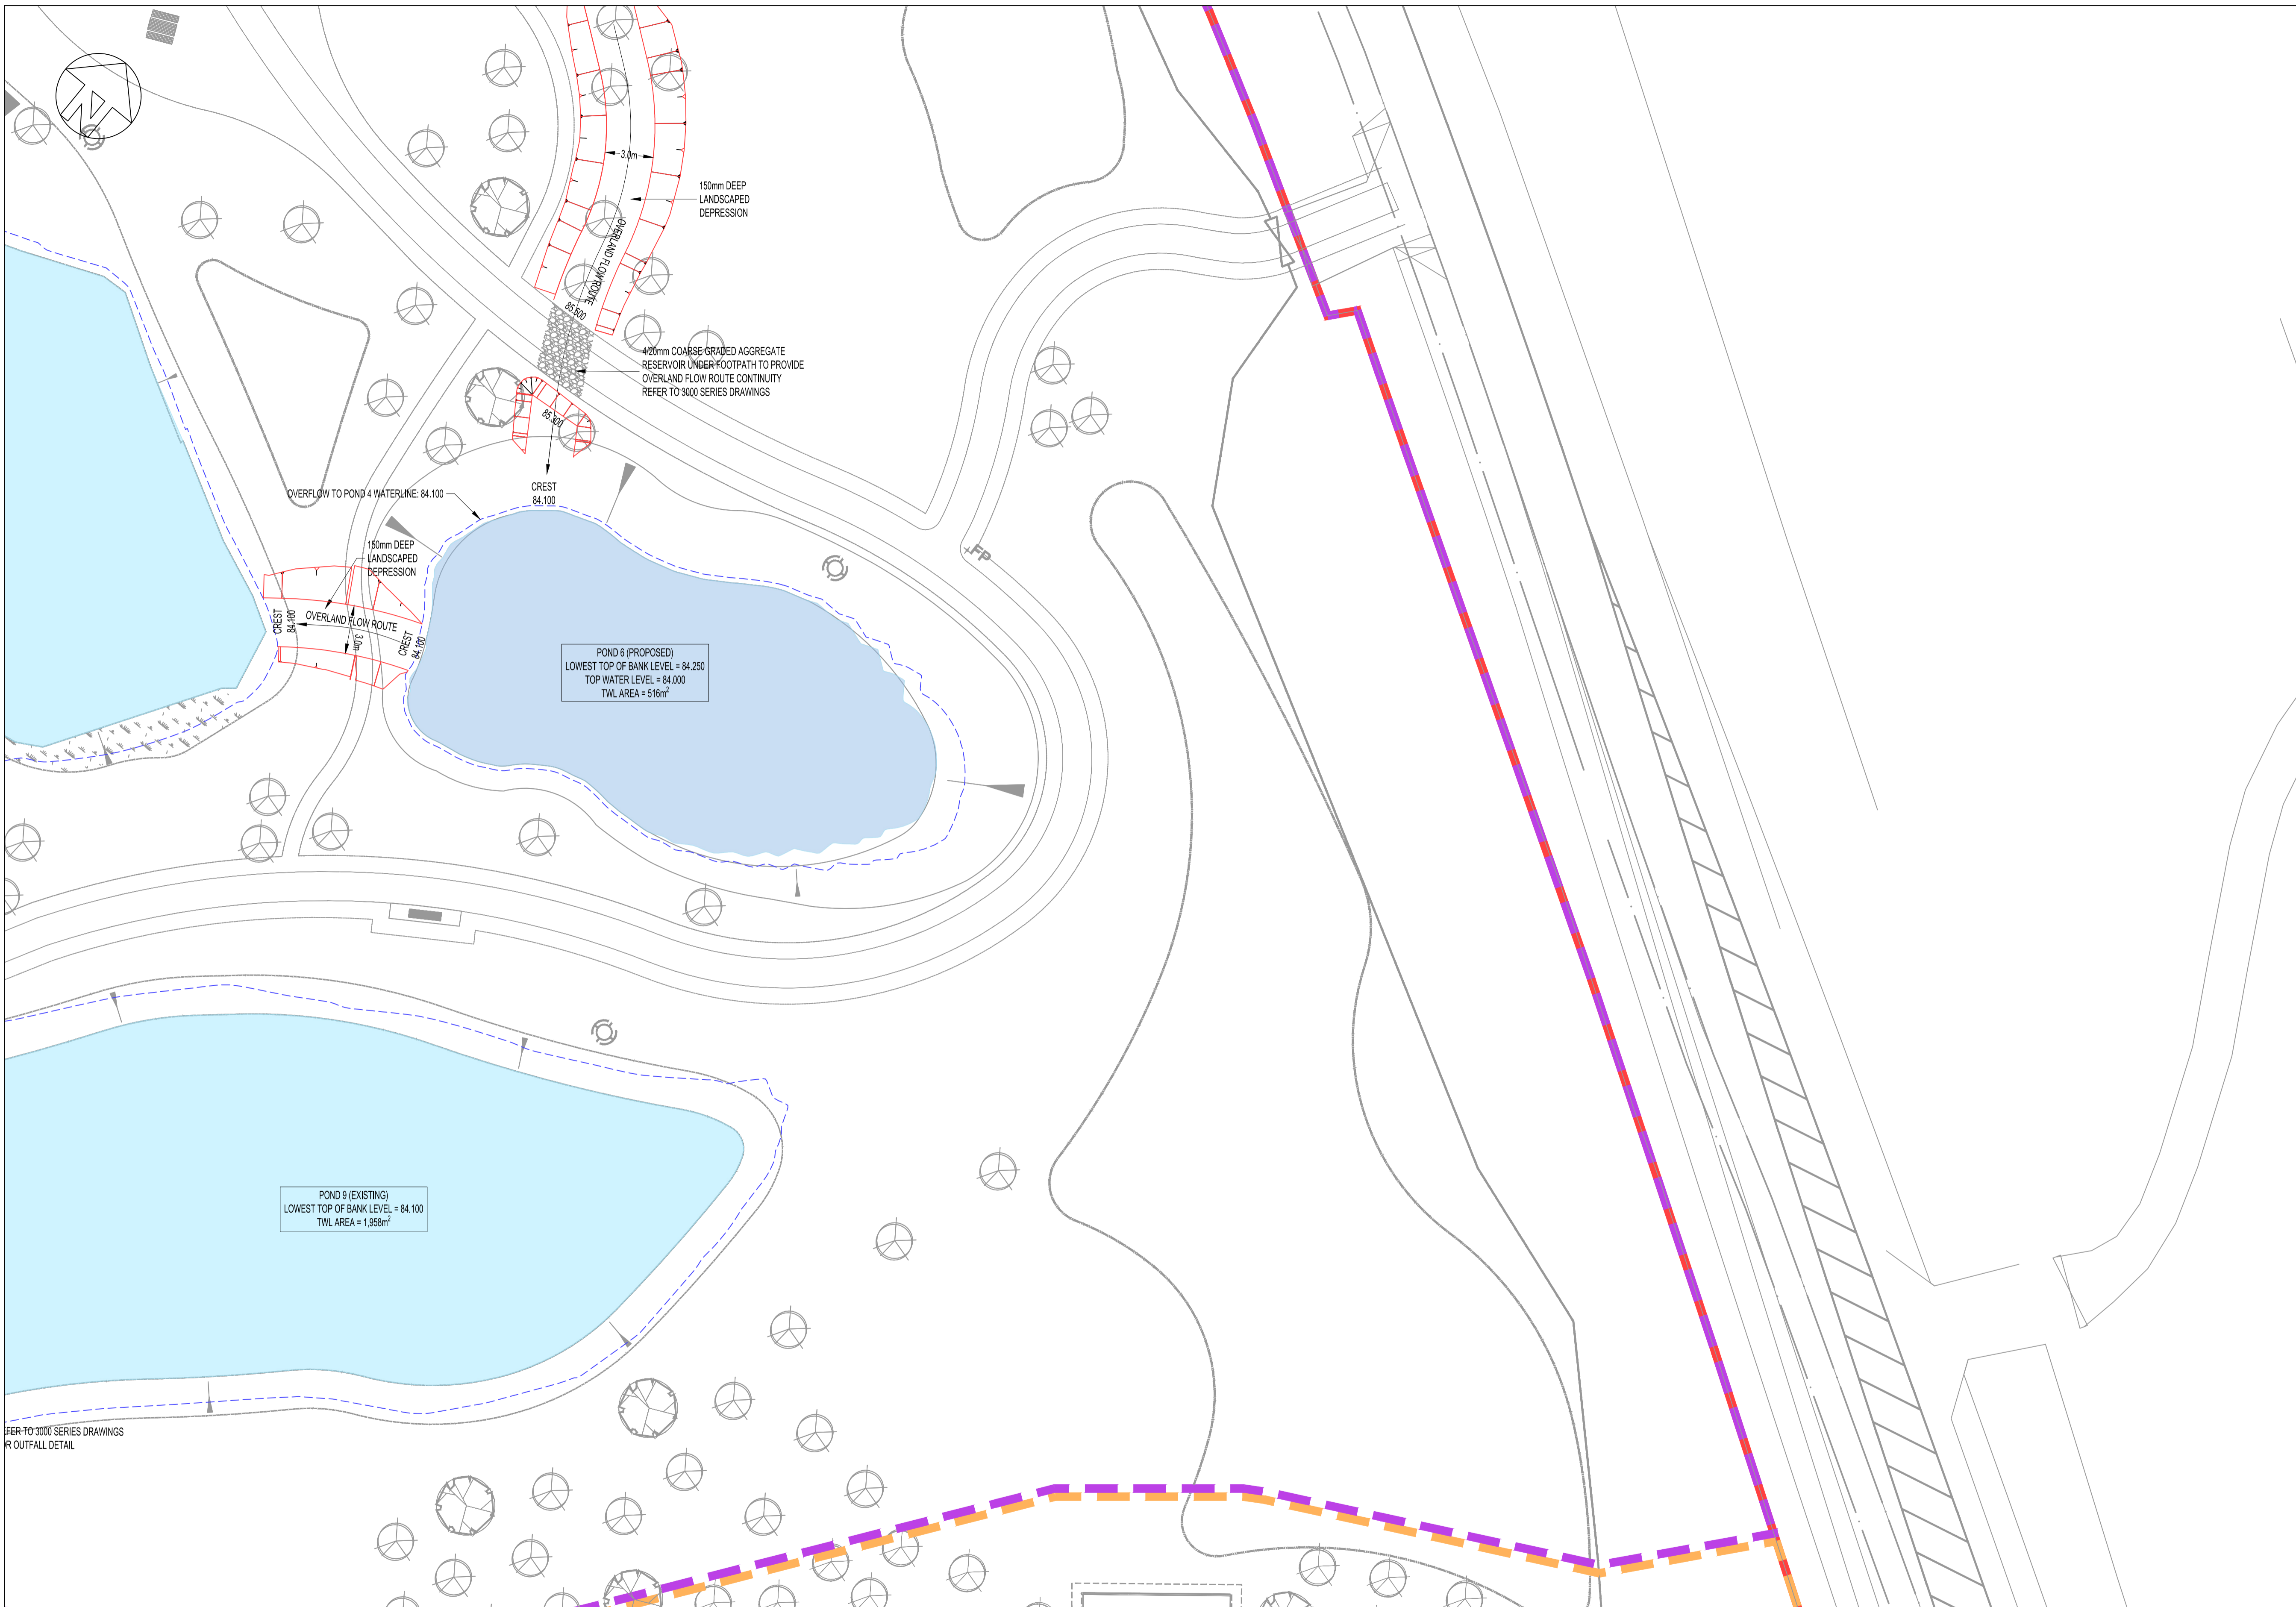 N
3.0m
150mm DEEP
LANDSCAPED
DEPRESSION
OVERLAND FLOW ROUTE
85.600
4/20mm COARSE GRADED AGGREGATE
RESERVOIR UNDER FOOTPATH TO PROVIDE
OVERLAND FLOW ROUTE CONTINUITY
REFER TO 3000 SERIES DRAWINGS
85.300
CREST
84.100
OVERFLOW TO POND 4 WATERLINE: 84.100
150mm DEEP
LANDSCAPED
DEPRESSION
FP
CREST
84.100
OVERLAND FLOW ROUTE
3.0m
CREST
84.100
POND 6 (PROPOSED)
LOWEST TOP OF BANK LEVEL = 84.250
TOP WATER LEVEL = 84.000
TWL AREA = 516m²
POND 9 (EXISTING)
LOWEST TOP OF BANK LEVEL = 84.100
TWL AREA = 1,958m²
EFER TO 3000 SERIES DRAWINGS
OR OUTFALL DETAIL